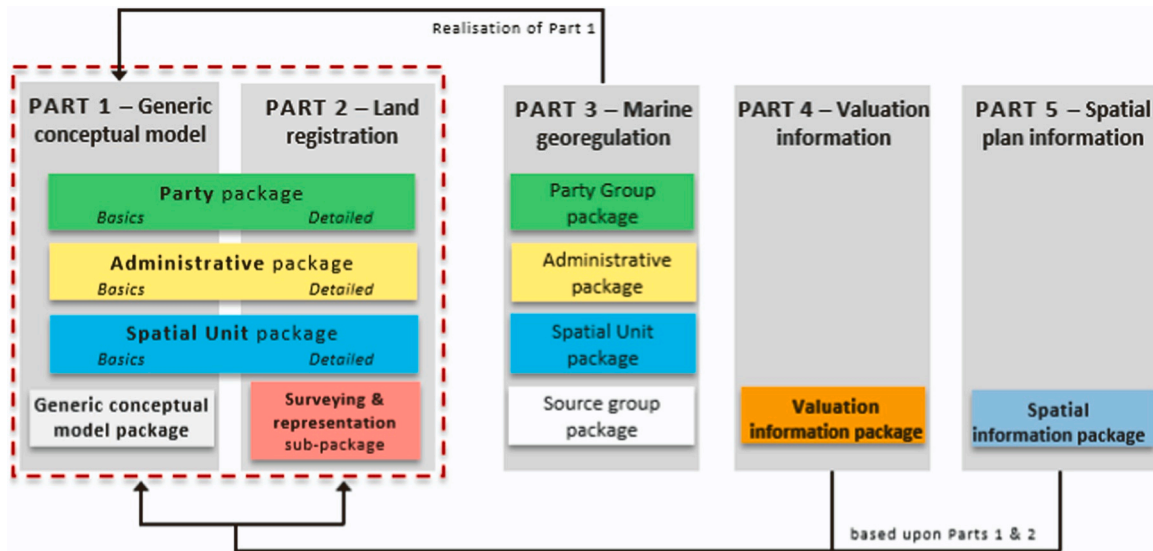 Realisation of Part 1
PART 1 – Generic
conceptual model
PART 2 – Land
registration
Party package
Basics Detailed
Administrative package
Basics Detailed
Spatial Unit package
Basics Detailed
Generic conceptual
model package
Surveying &
representation
sub-package
PART 3 – Marine
georegulation
Party Group
package
Administrative
package
Spatial Unit
package
Source group
package
PART 4 – Valuation
information
Valuation
information package
PART 5 – Spatial
plan information
Spatial
information package
based upon Parts 1 & 2